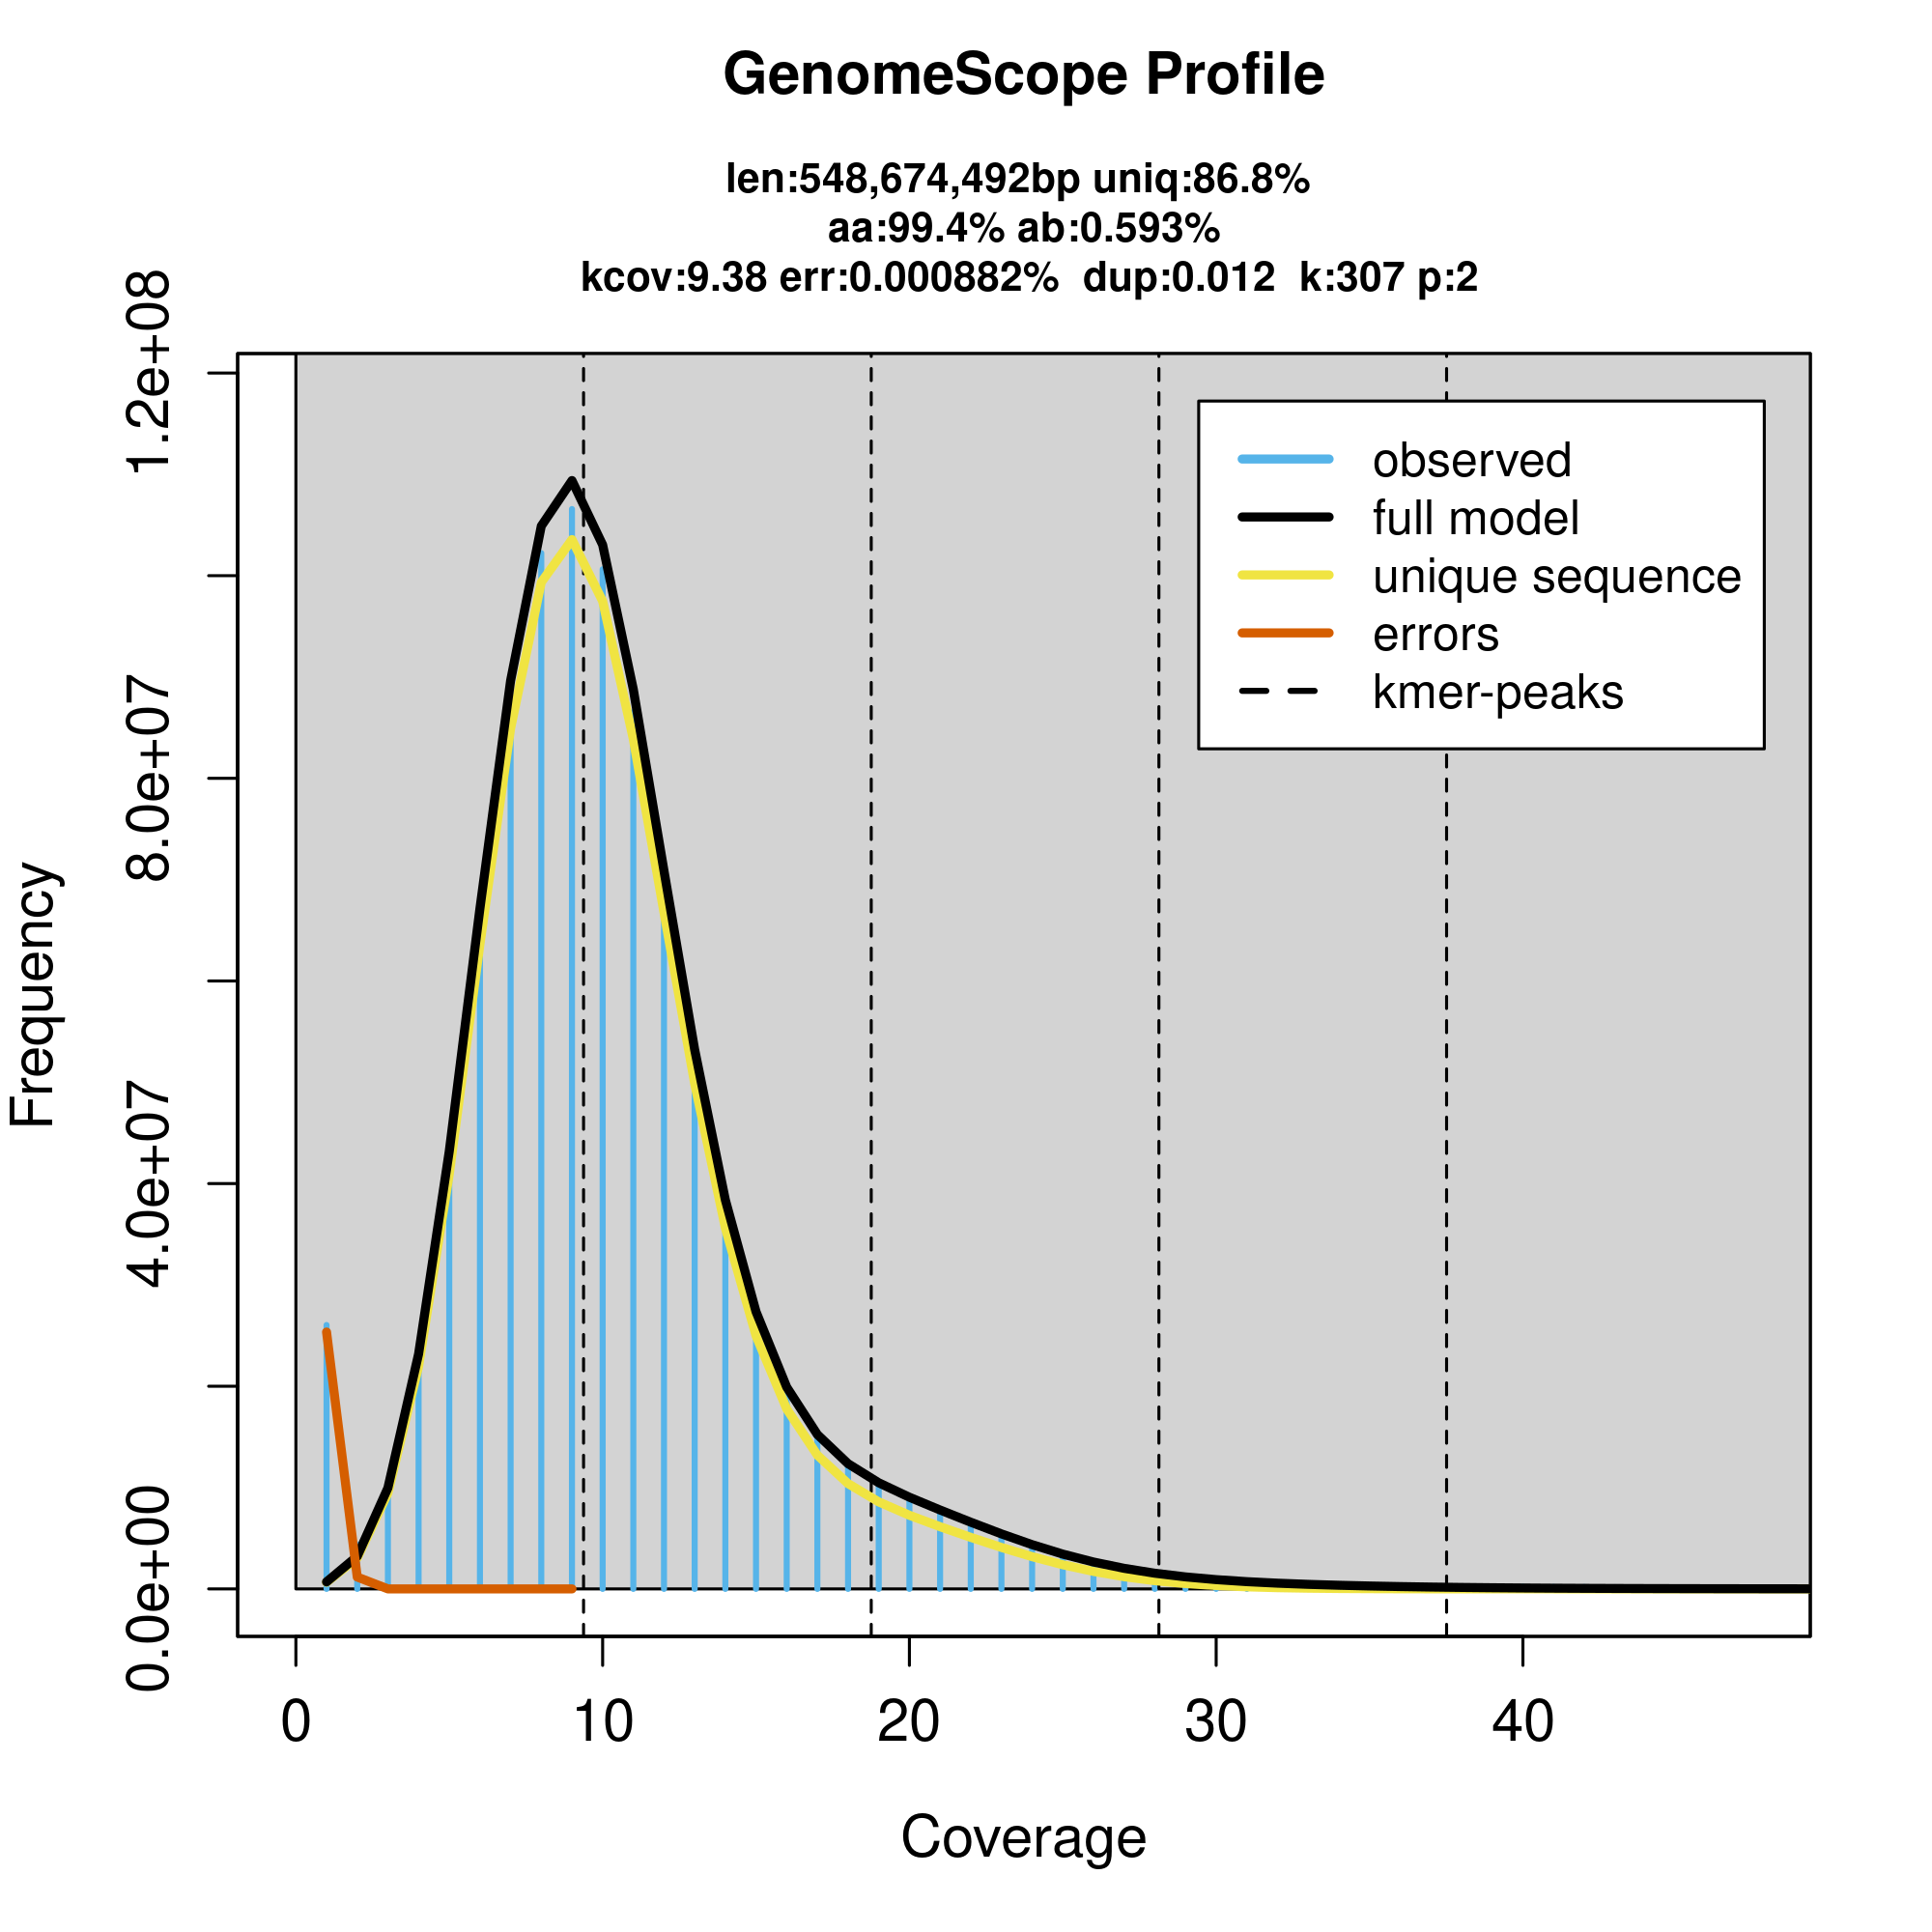 GenomeScope Profile
len:548,674,492bp uniq:86.8%
aa:99.4% ab:0.593%
kcov:9.38 err:0.000882% dup:0.012 k:307 p:2
observed
full model
unique sequence
errors
kmer-peaks
Frequency
1.2e+08
8.0e+07
4.0e+07
0.0e+00
0 10 20 30 40
Coverage